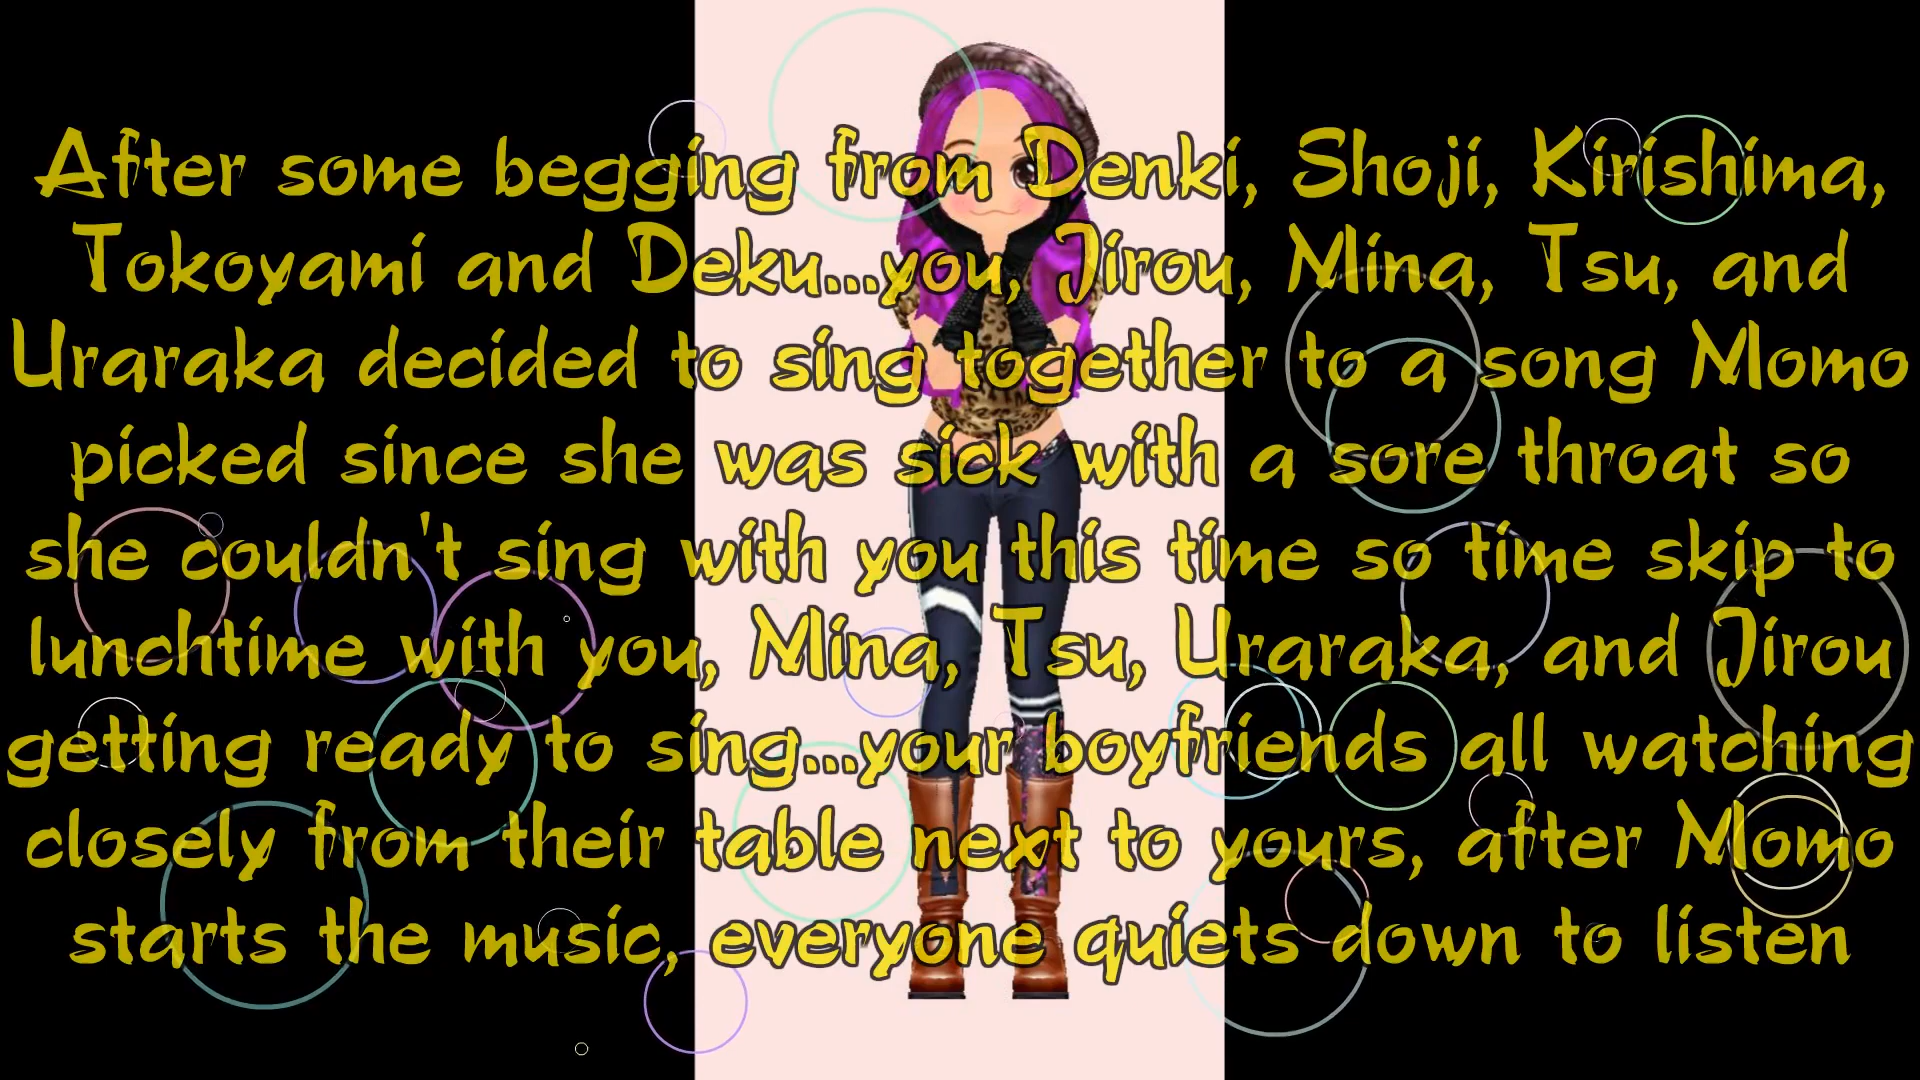 After some begging from Denki, Shoji, Kirishima,
Tokoyami and Deku...you, Jirou, Mina, Tsu, and
Uraraka decided to sing together to a song Momo
picked since she was sick with a sore throat so
she couldn't sing with you this time so time skip to
lunchtime with you, Mina, Tsu, Uraraka, and Jirou
getting ready to sing...your boyfriends all watching
closely from their table next to yours, after Momo
starts the music, everyone quiets down to listen